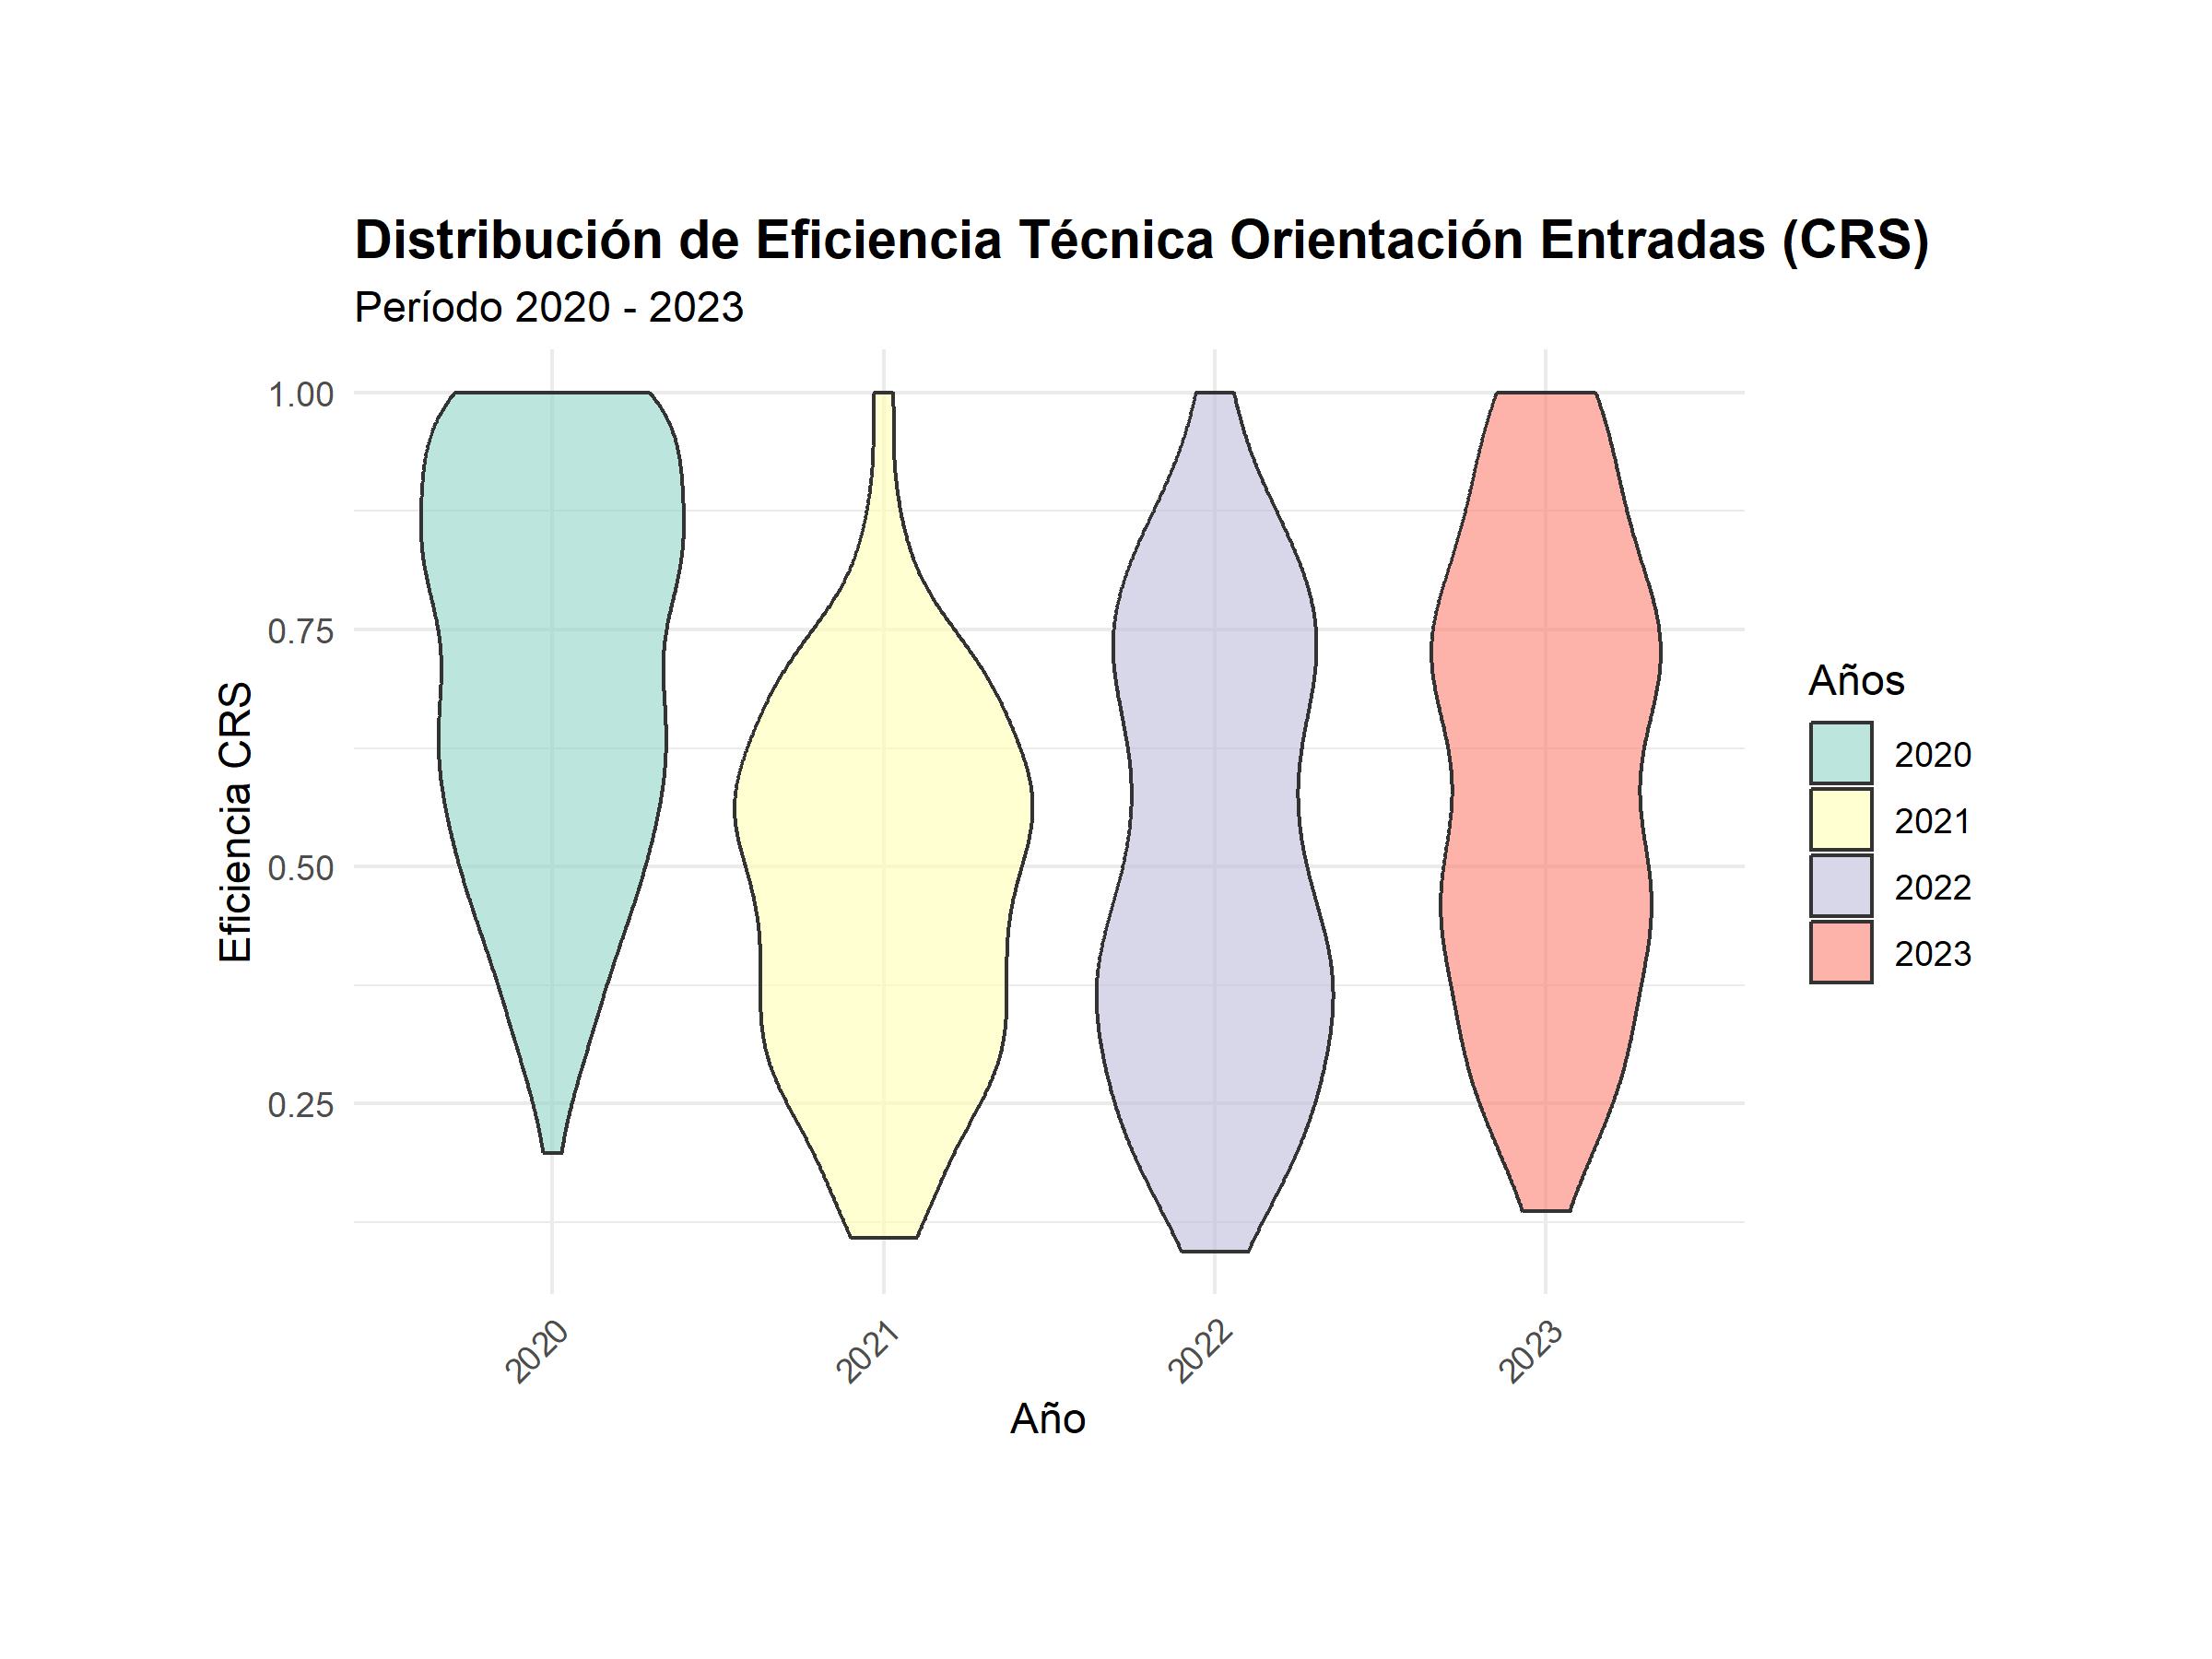 Distribución de Eficiencia Técnica Orientación Entradas (CRS)
Período 2020 - 2023
Eficiencia CRS
1.00
0.75
0.50
0.25
2020
2021
2022
2023
Año
Años
2020
2021
2022
2023